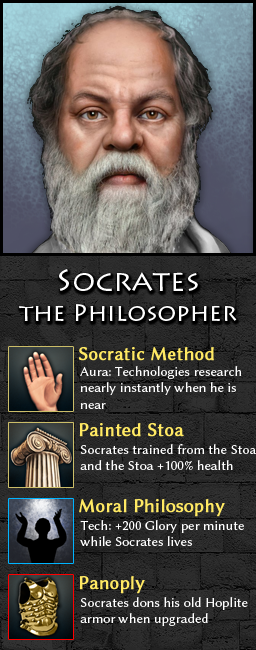 Socrates
the Philosopher
Socratic Method
Aura: Technologies research
nearly instantly when he is
near
Painted Stoa
Socrates trained from the Stoa
and the Stoa +100% health
Moral Philosophy
Tech: +200 Glory per minute
while Socrates lives
Panoply
Socrates dons his old Hoplite
armor when upgraded